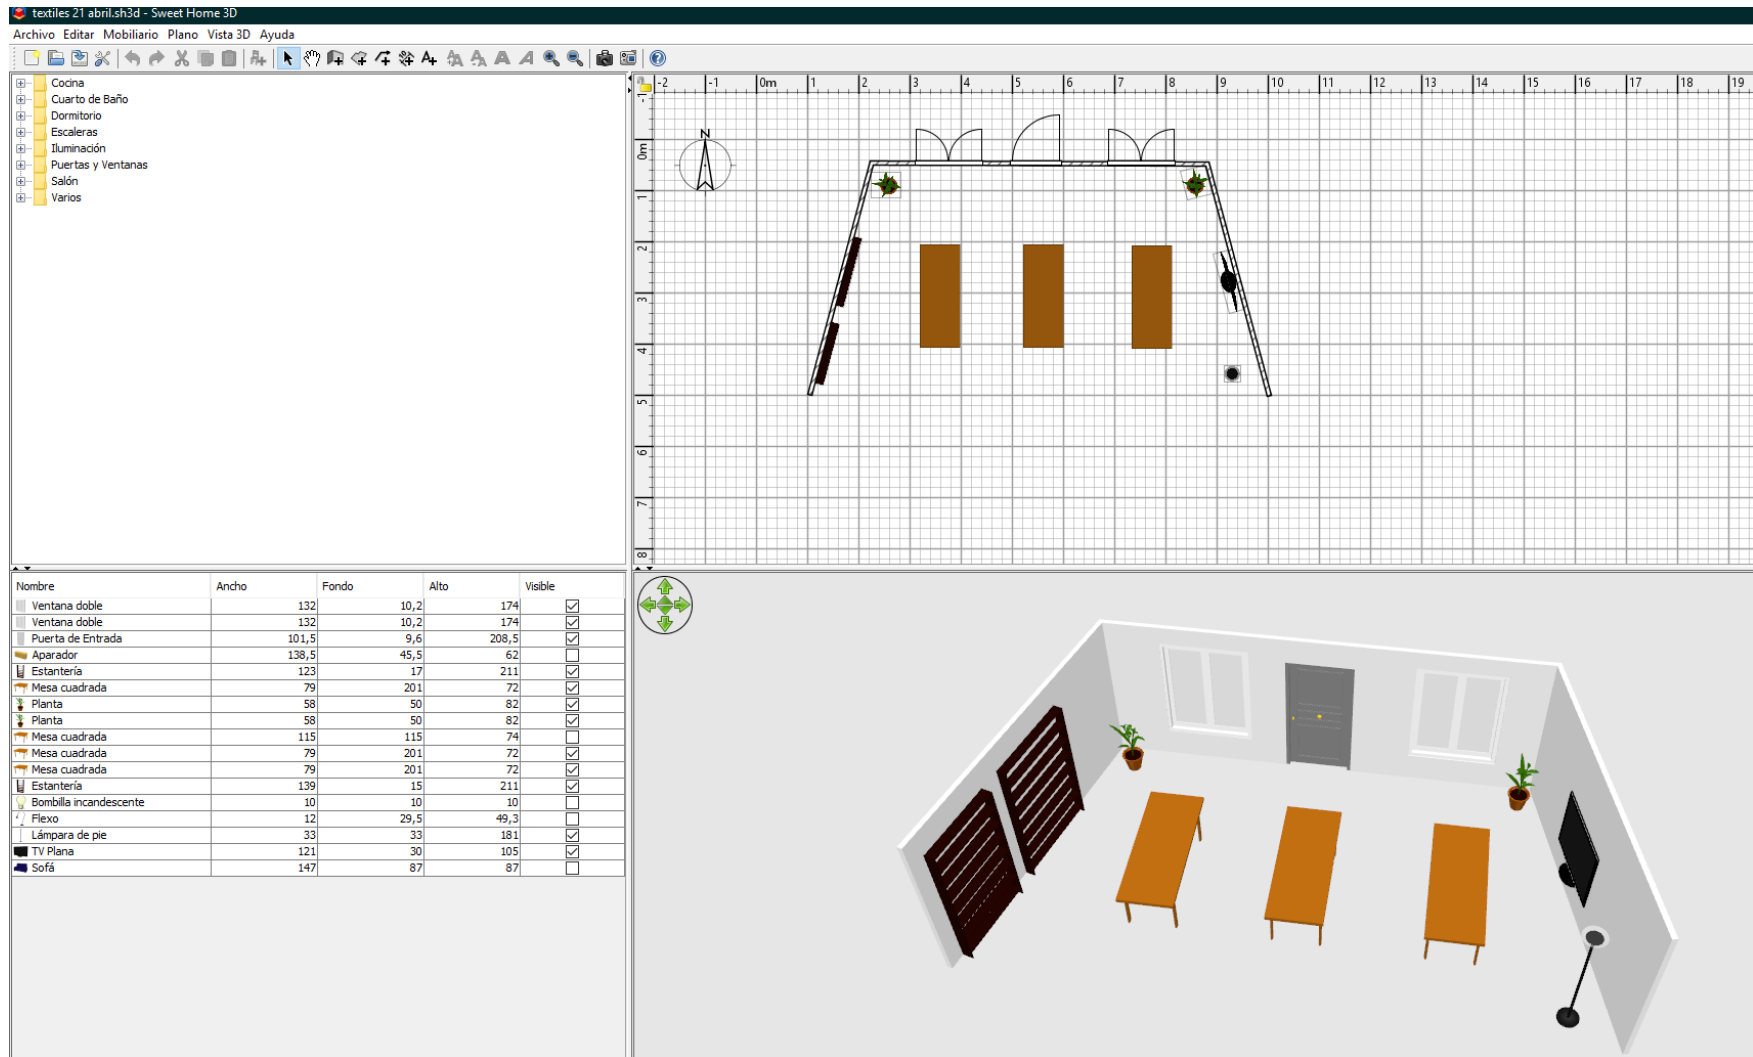 textiles 21 abril.sh3d - Sweet Home 3D
Archivo Editar Mobiliario Plano Vista 3D Ayuda
Cocina
Cuarto de Baño
Dormitorio
Escaleras
Iluminación
Puertas y Ventanas
Salón
Varios
-2 -1 0m 1 2 3 4 5 6 7 8 9 10 11 12 13 14 15 16 17 18 19
-1
0m
1
2
3
4
5
6
7
8
N
Nombre Ancho Fondo Alto Visible
Ventana doble 132 10,2 174
Ventana doble 132 10,2 174
Puerta de Entrada 101,5 9,6 208,5
Aparador 138,5 45,5 62
Estantería 123 17 211
Mesa cuadrada 79 201 72
Planta 58 50 82
Planta 58 50 82
Mesa cuadrada 115 115 74
Mesa cuadrada 79 201 72
Mesa cuadrada 79 201 72
Estantería 139 15 211
Bombilla incandescente 10 10 10
Flexo 12 29,5 49,3
Lámpara de pie 33 33 181
TV Plana 121 30 105
Sofá 147 87 87